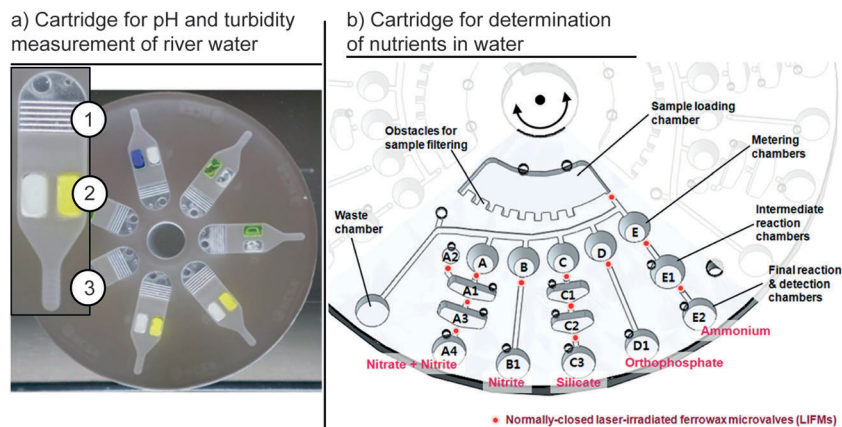 a) Cartridge for pH and turbidity
measurement of river water
1
2
3
b) Cartridge for determination
of nutrients in water
Sample loading
chamber
Obstacles for
sample filtering
Metering
chambers
Waste
chamber
Intermediate
reaction
chambers
Final reaction
& detection
chambers
A2
A
B
C
D
E
A1
C1
E1
A3
C2
E2
A4
B1
C3
D1
Ammonium
Nitrate + Nitrite
Nitrite
Silicate
Orthophosphate
Normally-closed laser-irradiated ferrowax microvalves (LIFMs)